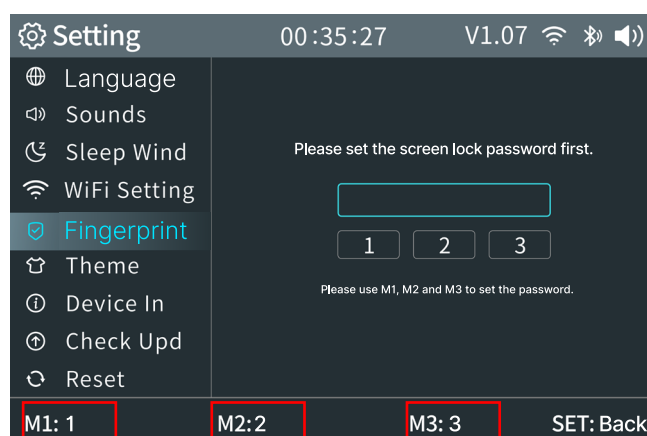 Setting 00:35:27 V1.07
Language
Sounds
Sleep Wind
WiFi Setting
Fingerprint
Theme
Device In
Check Upd
Reset
Please set the screen lock password first.
1 2 3
Please use M1, M2 and M3 to set the password.
M1: 1 M2:2 M3: 3 SET: Back